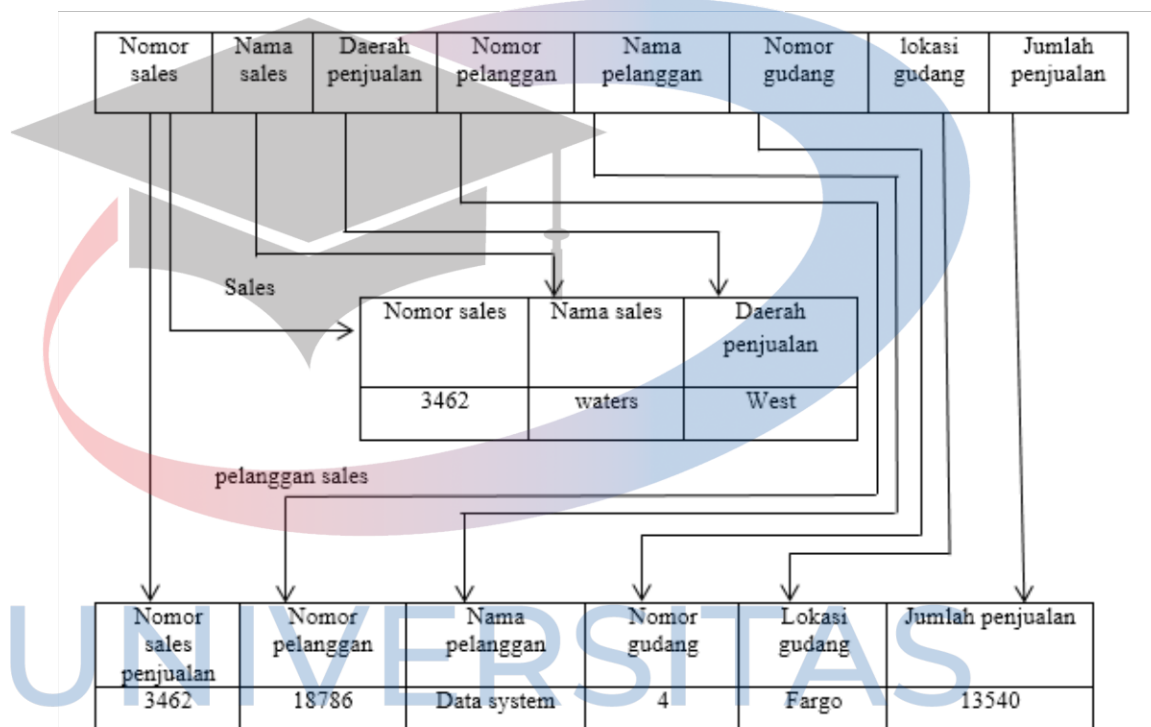 Nomor sales Nama sales Daerah penjualan Nomor pelanggan Nama pelanggan Nomor gudang lokasi gudang Jumlah penjualan
Sales
Nomor sales Nama sales Daerah penjualan
3462 waters West
pelanggan sales
Nomor sales penjualan Nomor pelanggan Nama pelanggan Nomor gudang Lokasi gudang Jumlah penjualan
3462 18786 Data system 4 Fargo 13540
UNIVERSITAS